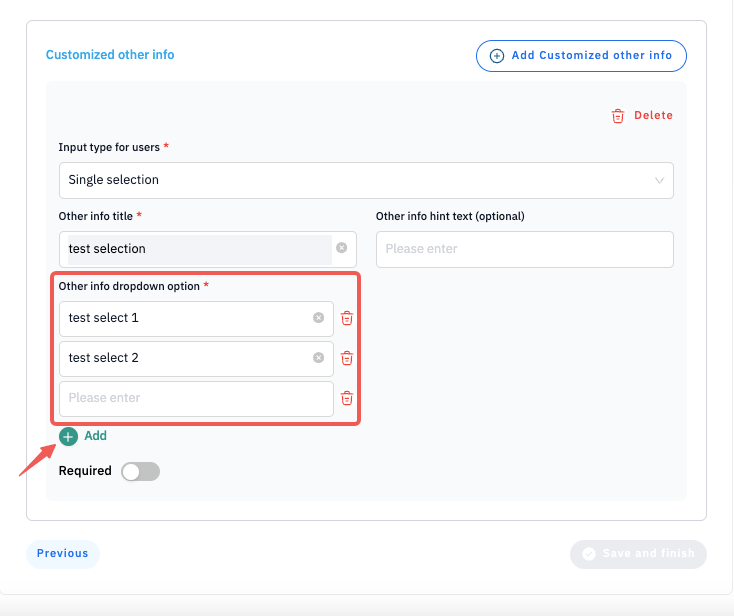 Customized other info
Add Customized other info
Delete
Input type for users *
Single selection
Other info title *
Other info hint text (optional)
test selection
Please enter
Other info dropdown option *
test select 1
test select 2
Please enter
Add
Required
Previous
Save and finish